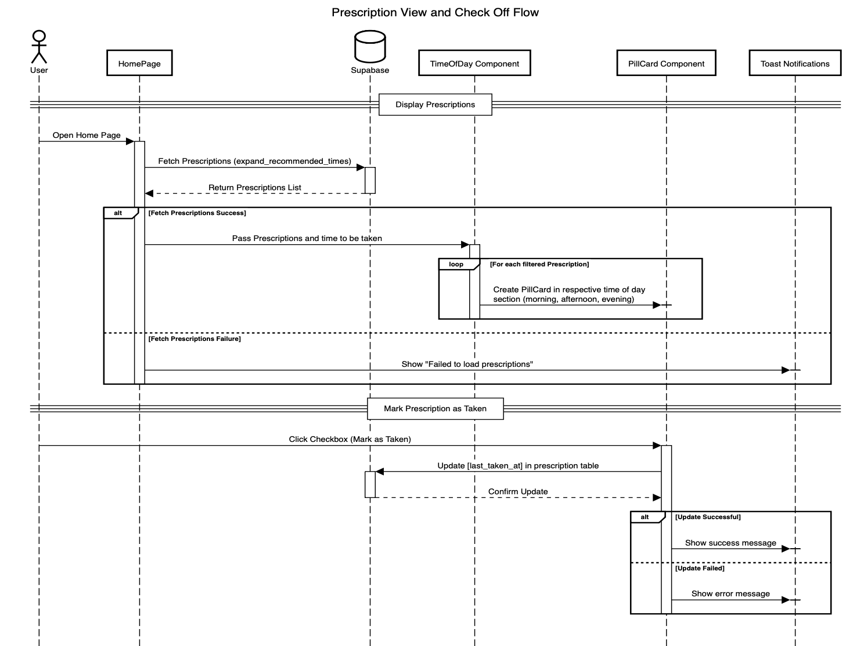 Prescription View and Check Off Flow
User
HomePage
Supabase
TimeOfDay Component
PillCard Component
Toast Notifications
Display Prescriptions
Open Home Page
Fetch Prescriptions (expand_recommended_times)
Return Prescriptions List
alt
[Fetch Prescriptions Success]
Pass Prescriptions and time to be taken
loop
[For each filtered Prescription]
Create PillCard in respective time of day
section (morning, afternoon, evening)
[Fetch Prescriptions Failure]
Show "Failed to load prescriptions"
Mark Prescription as Taken
Click Checkbox (Mark as Taken)
Update [last_taken_at] in prescription table
Confirm Update
alt
[Update Successful]
Show success message
[Update Failed]
Show error message